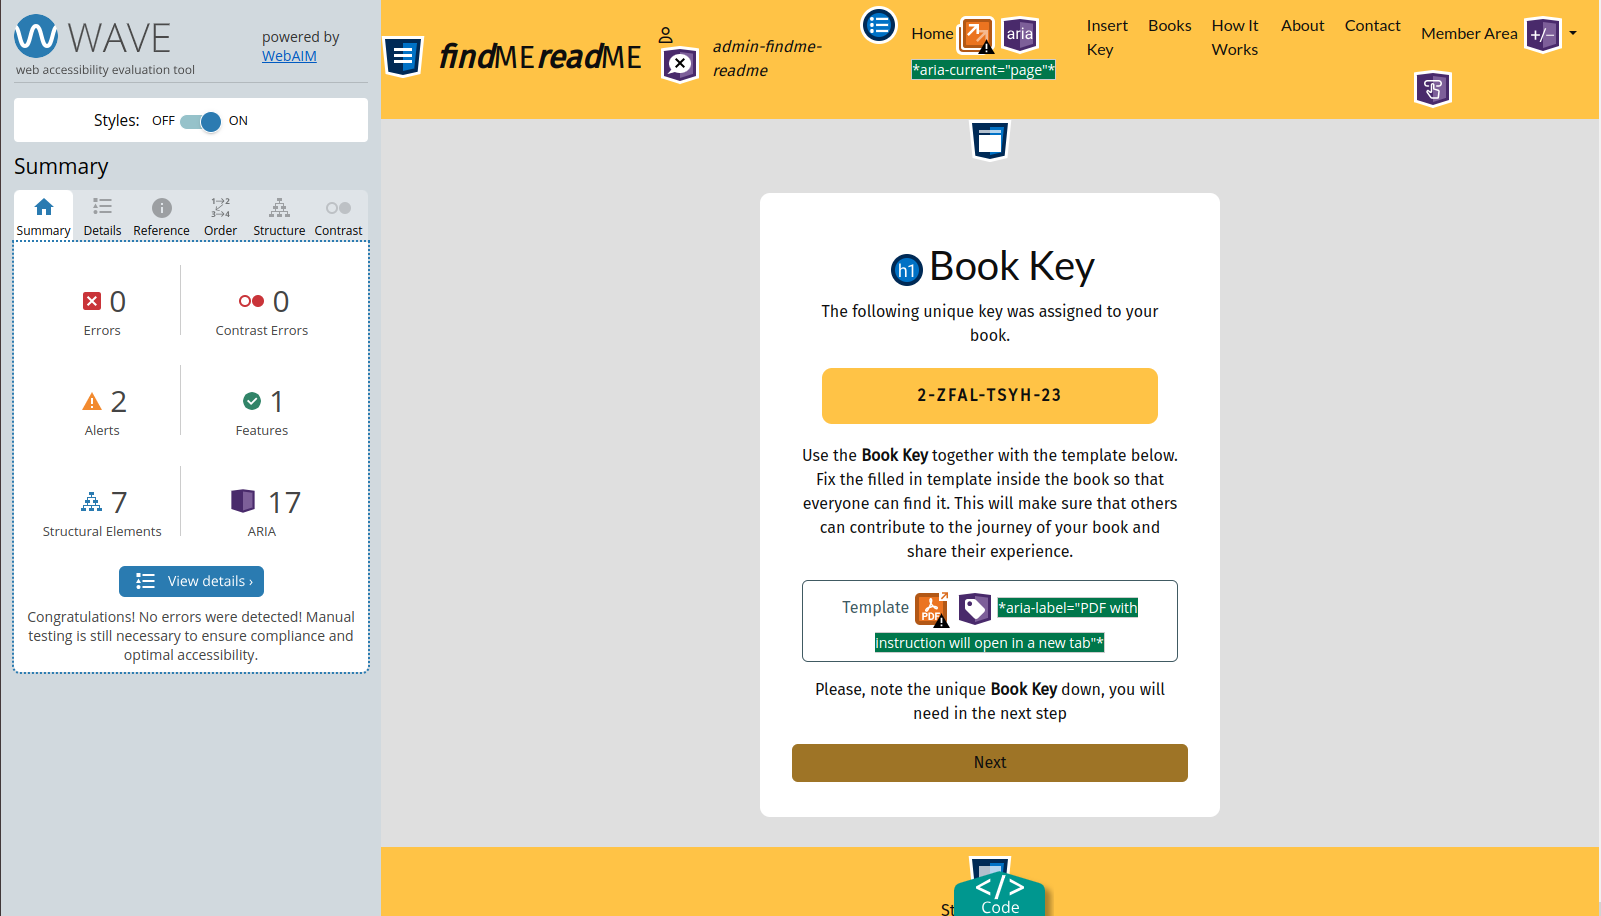 WAVE
web accessibility evaluation tool
powered by
WebAIM
Styles: OFF ON
Summary
Summary Details Reference Order Structure Contrast
0 0
Errors Contrast Errors
2 1
Alerts Features
7 17
Structural Elements ARIA
View details ›
Congratulations! No errors were detected! Manual
testing is still necessary to ensure compliance and
optimal accessibility.
findMEreadME
admin-findme-
readme
Home aria
*aria-current="page"*
Insert
Key
Books
How It
Works
About
Contact
Member Area +/-
h1 Book Key
The following unique key was assigned to your
book.
2-ZFAL-TSYH-23
Use the Book Key together with the template below.
Fix the filled in template inside the book so that
everyone can find it. This will make sure that others
can contribute to the journey of your book and
share their experience.
Template PDF *aria-label="PDF with
instruction will open in a new tab"*
Please, note the unique Book Key down, you will
need in the next step
Next
</>
Code